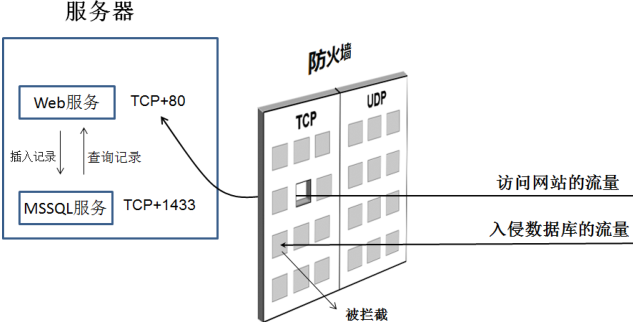 服务器
防火墙
Web服务
TCP+80
TCP
UDP
插入记录
查询记录
访问网站的流量
MSSQL服务
TCP+1433
入侵数据库的流量
被拦截